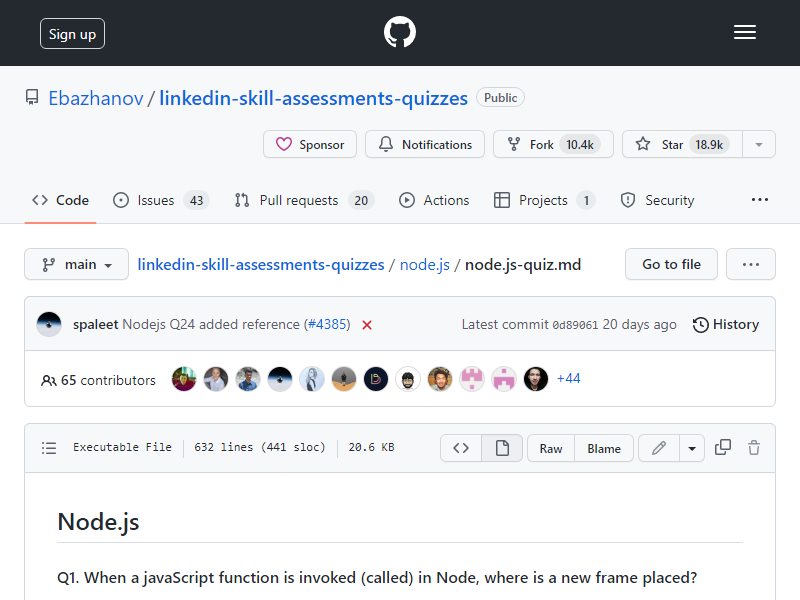 Sign up
Ebazhanov / linkedin-skill-assessments-quizzes Public
Sponsor Notifications Fork 10.4k Star 18.9k
Code Issues 43 Pull requests 20 Actions Projects 1 Security
main linkedin-skill-assessments-quizzes / node.js / node.js-quiz.md Go to file
spaleet Nodejs Q24 added reference (#4385) Latest commit 0d89061 20 days ago History
65 contributors +44
Executable File 632 lines (441 sloc) 20.6 KB Raw Blame
Node.js
Q1. When a javaScript function is invoked (called) in Node, where is a new frame placed?